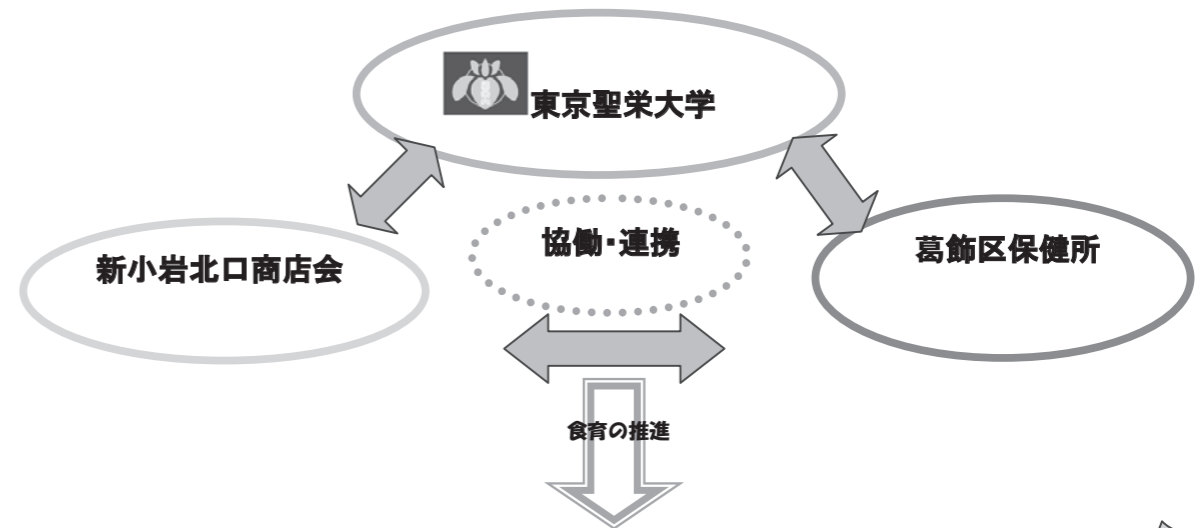 東京聖栄大学
協働・連携
葛飾区保健所
新小岩北口商店会
食育の推進